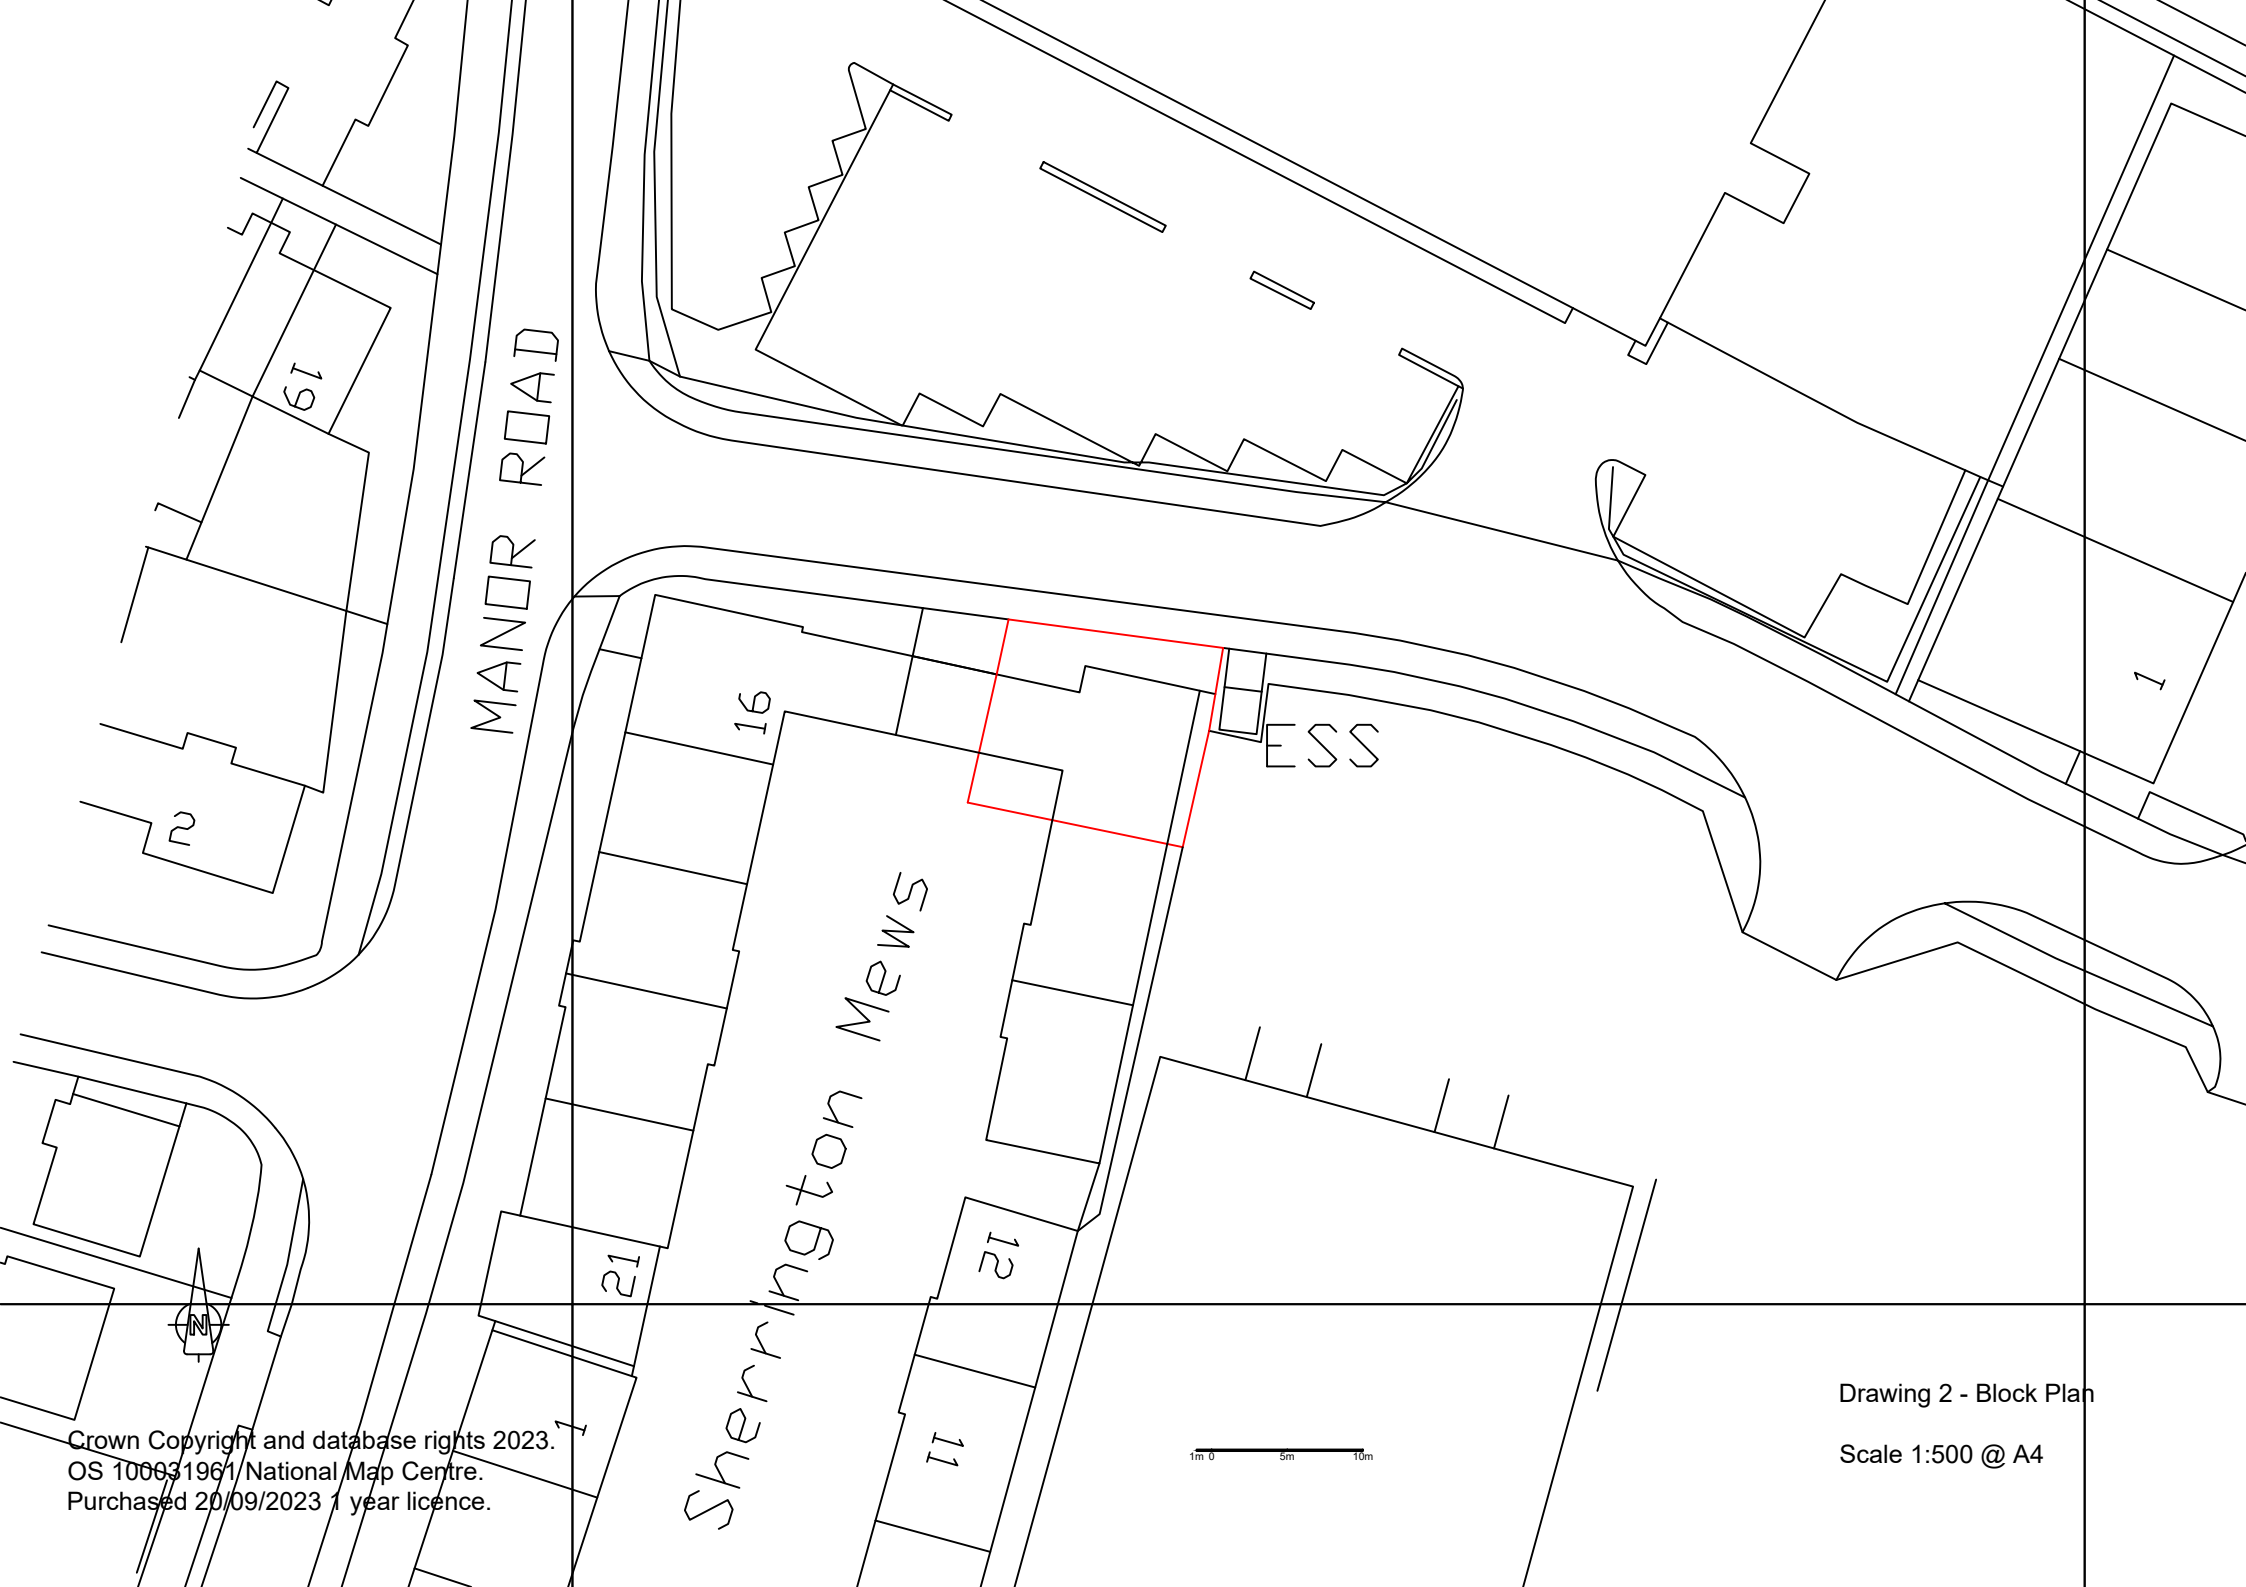 MANOR ROAD
19
16
ESS
1
2
Sherrington Mews
21
15
1
11
N
Drawing 2 - Block Plan
Scale 1:500 @ A4
1m 0 5m 10m
Crown Copyright and database rights 2023.
OS 100031961 National Map Centre.
Purchased 20/09/2023 1 year licence.